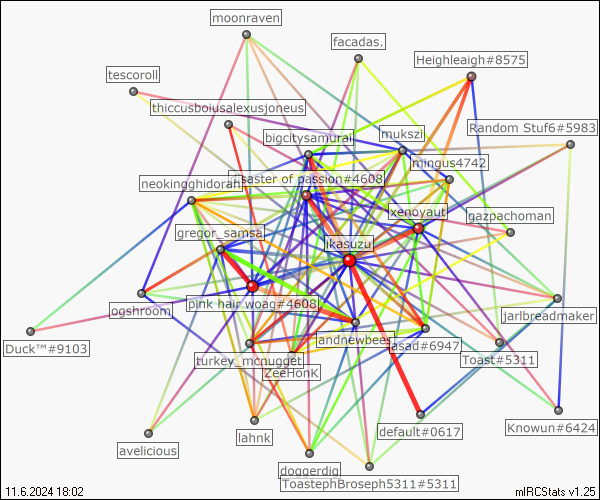 moonraven
facadas.
Heighleagh#8575
tescoroll
thiccusboiusalexusjoneus
Random Stuf6#5983
bigcitysamurai
mukszi
mingus4742
master of passion#4608
neokingghidorah
xenoyaut
gazpachoman
gregor_samsa
ikasuzu
pink hair woag#4608
ogshroom
jarlbreadmaker
andnewbees
Duck™#9103
asad#6947
turkey_mcnugget
Toast#5311
ZeeHonK
default#0617
Knowun#6424
lahnk
avelicious
doggerdig
ToastephBroseph5311#5311
11.6.2024 18:02
mIRCStats v1.25